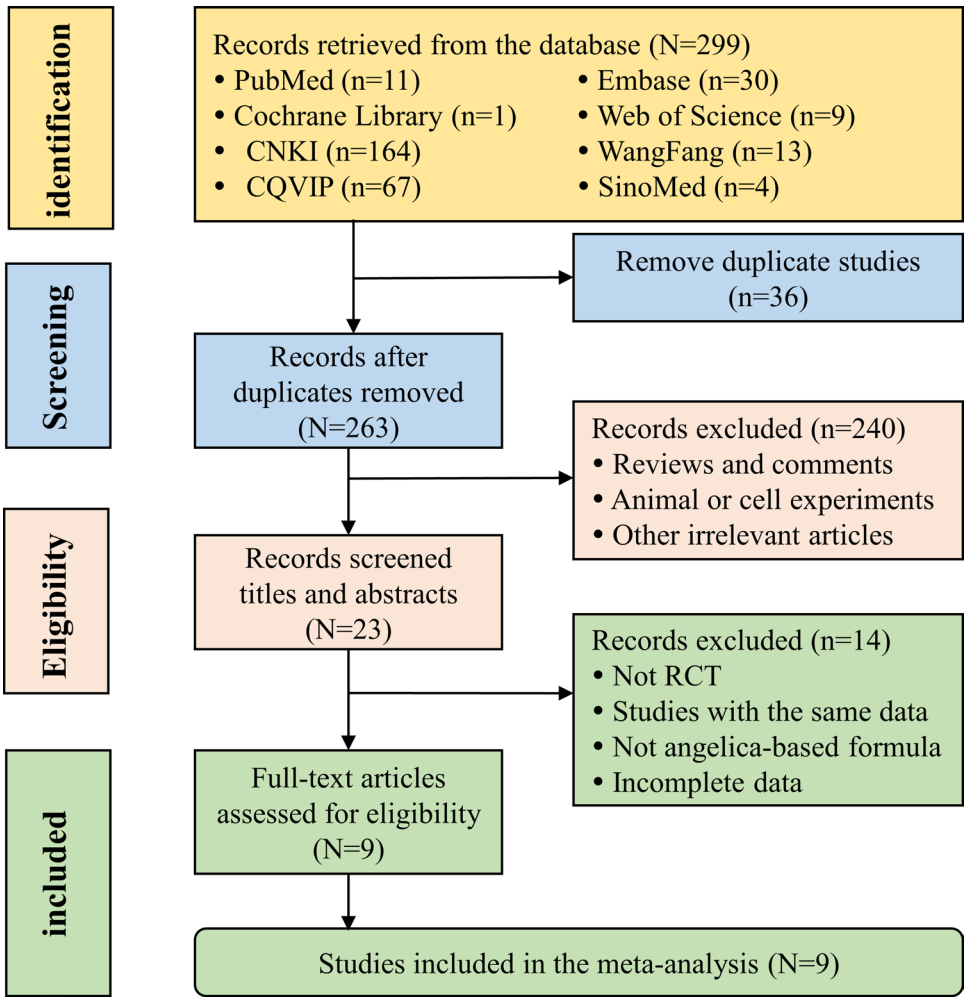 identification
Records retrieved from the database (N=299)
• PubMed (n=11)
• Embase (n=30)
• Cochrane Library (n=1)
• Web of Science (n=9)
• CNKI (n=164)
• WangFang (n=13)
• CQVIP (n=67)
• SinoMed (n=4)
Screening
Remove duplicate studies
(n=36)
Records after
duplicates removed
(N=263)
Records excluded (n=240)
• Reviews and comments
• Animal or cell experiments
• Other irrelevant articles
Eligibility
Records screened
titles and abstracts
(N=23)
Records excluded (n=14)
• Not RCT
• Studies with the same data
• Not angelica-based formula
• Incomplete data
included
Full-text articles
assessed for eligibility
(N=9)
Studies included in the meta-analysis (N=9)